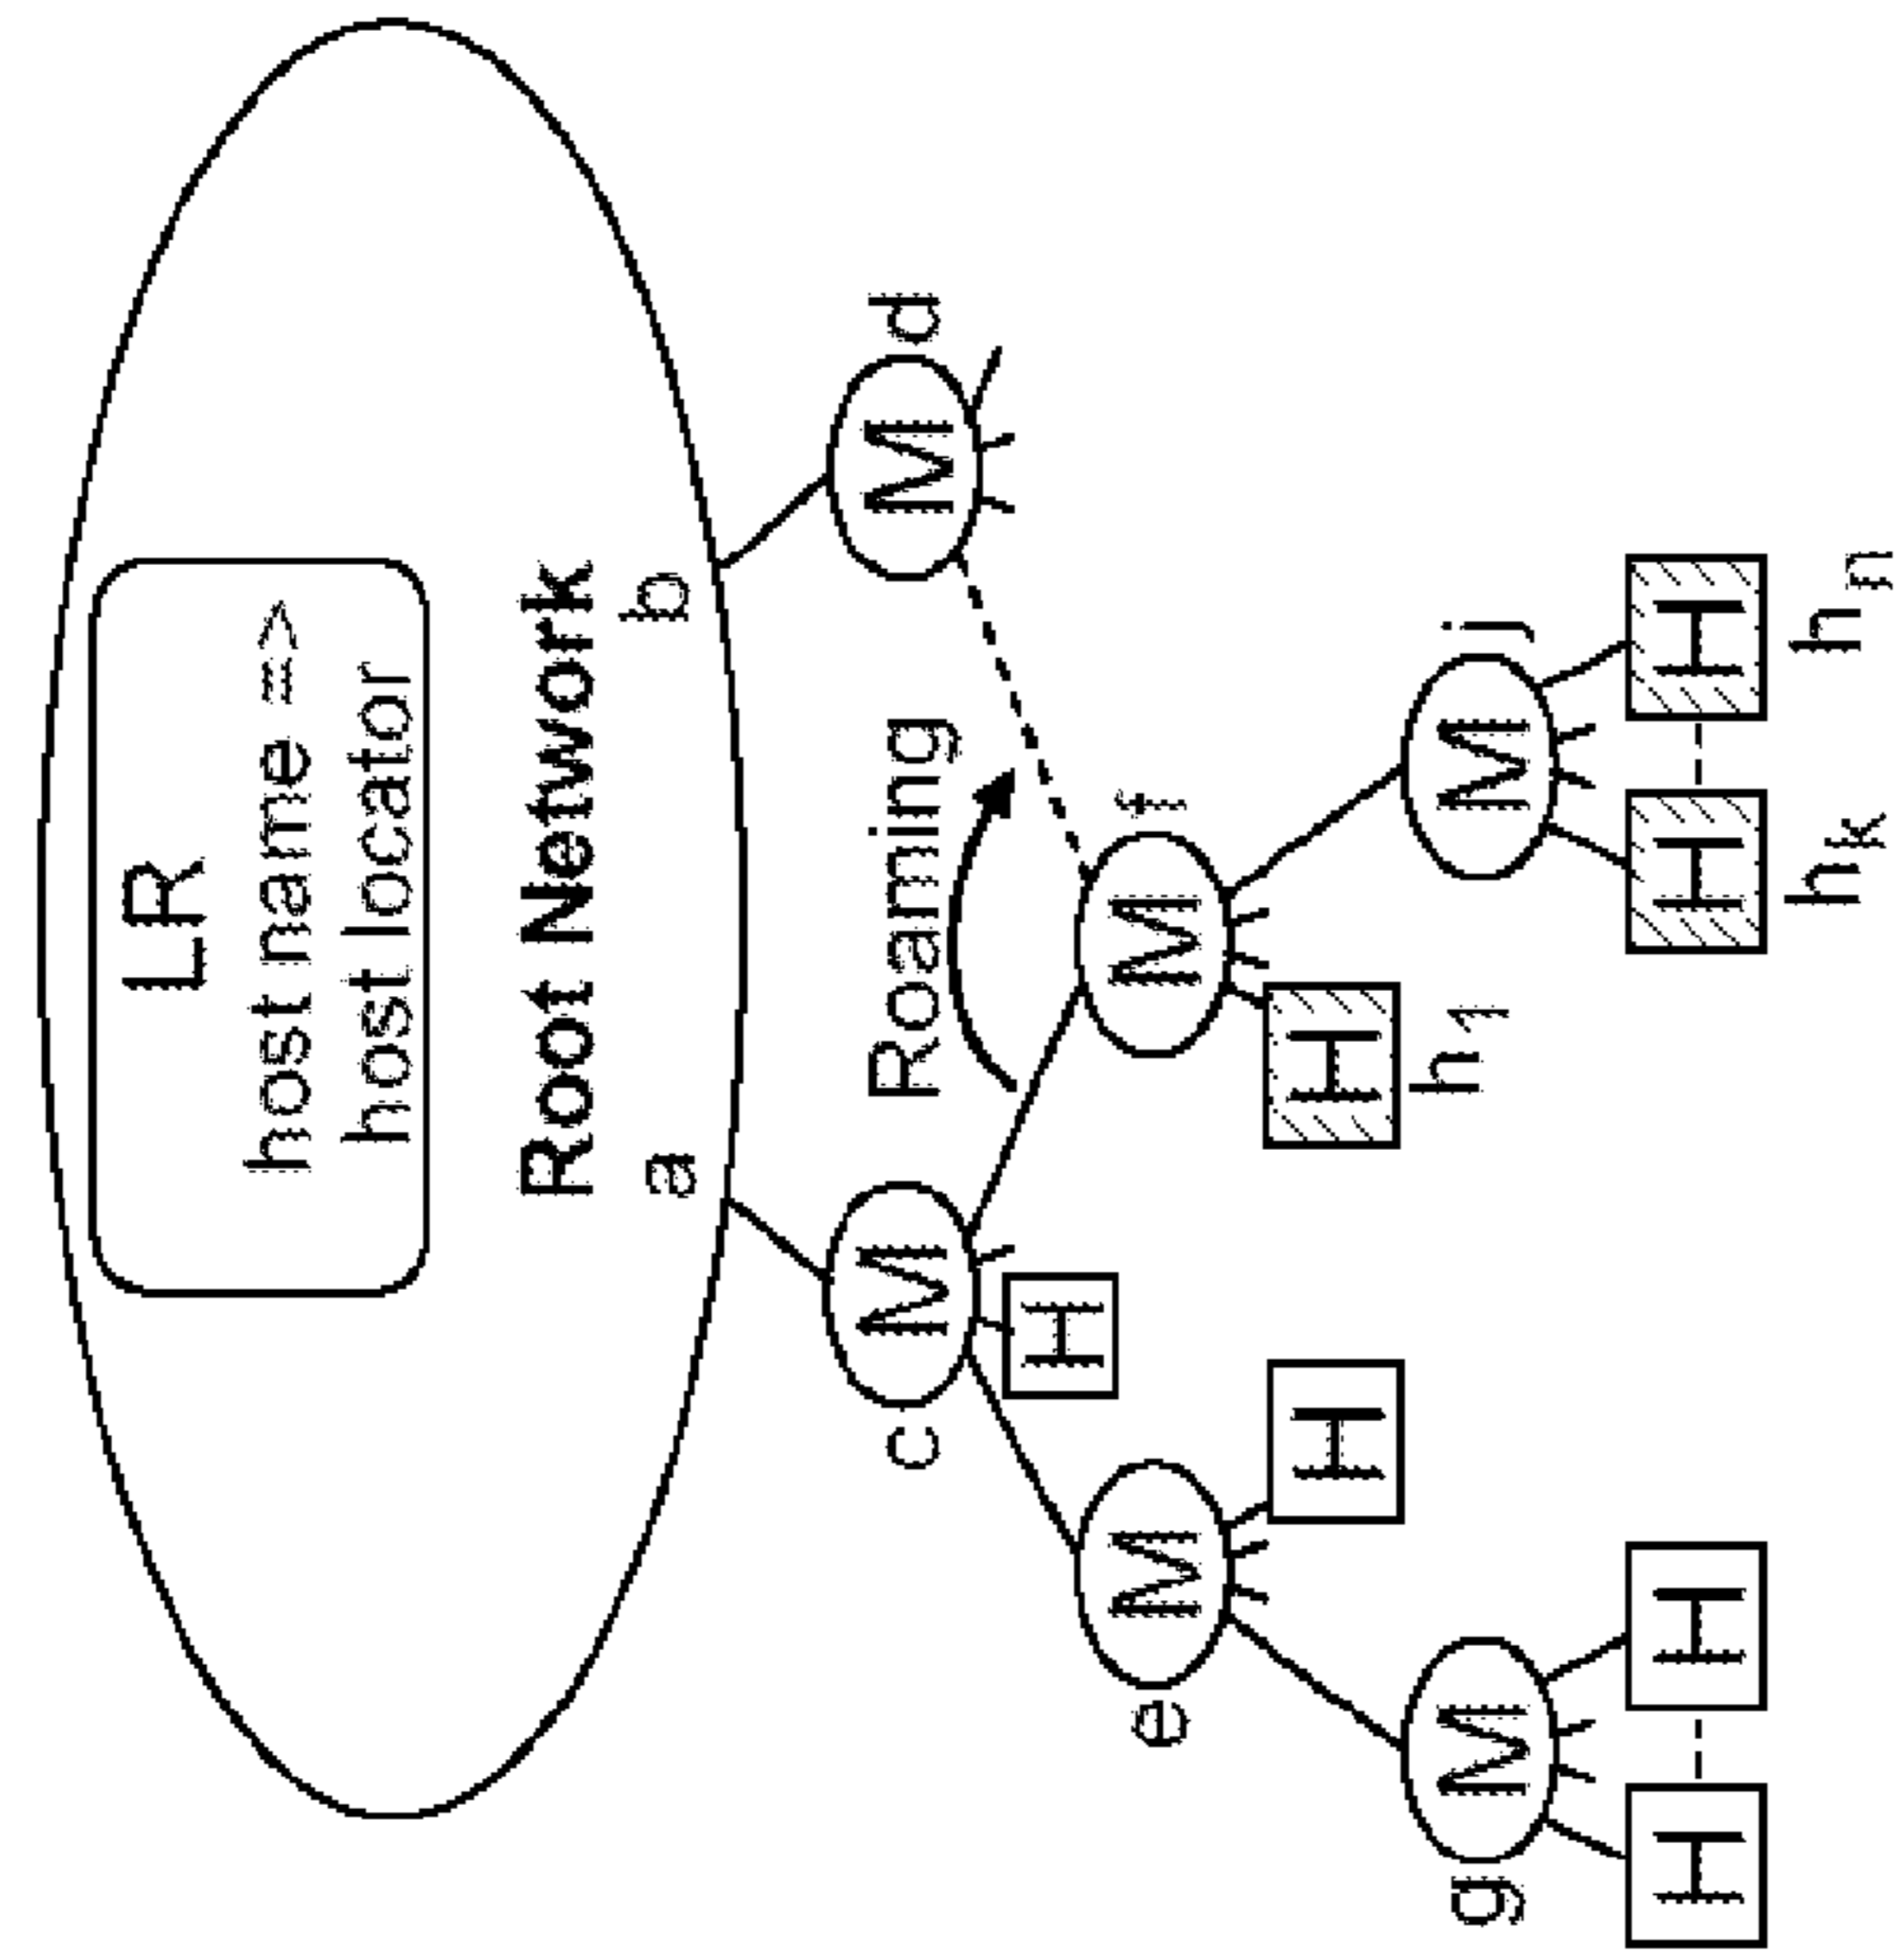 LR
host name =>
host locator
Root Network
a
b
Roaming
c
M
M
d
H
e
M
M
f
H
H
h1
g
M
M
j
H
H
H
H
hk
hn